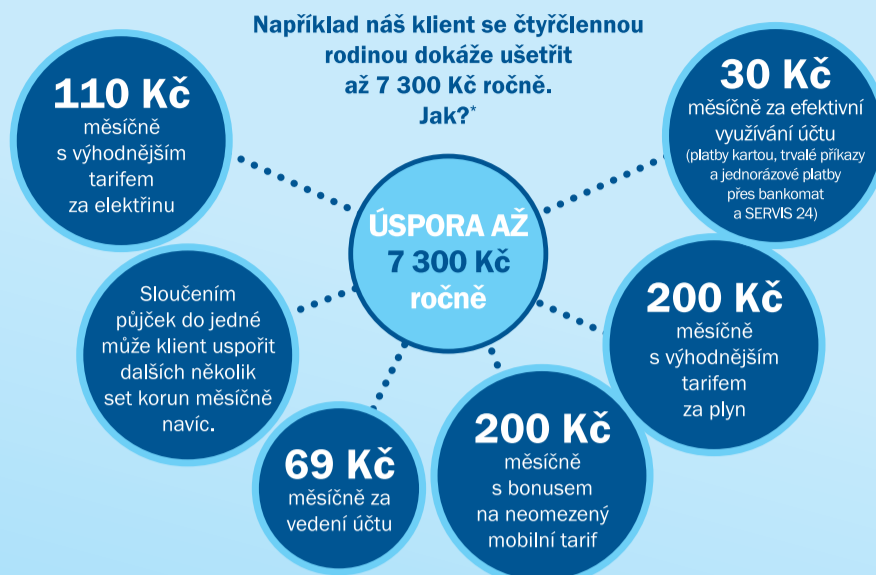 Například náš klient se čtyřčlennou
rodinou dokáže ušetřit
až 7 300 Kč ročně.
Jak?*
110 Kč
měsíčně
s výhodnějším
tarifem
za elektřinu
30 Kč
měsíčně za efektivní
využívání účtu
(platby kartou, trvalé příkazy
a jednorázové platby
přes bankomat
a SERVIS 24)
ÚSPORA AŽ
7 300 Kč
ročně
Sloučením
půjček do jedné
může klient uspořit
dalších několik
set korun měsíčně
navíc.
200 Kč
měsíčně
s výhodnějším
tarifem
za plyn
69 Kč
měsíčně za
vedení účtu
200 Kč
měsíčně
s bonusem
na neomezený
mobilní tarif